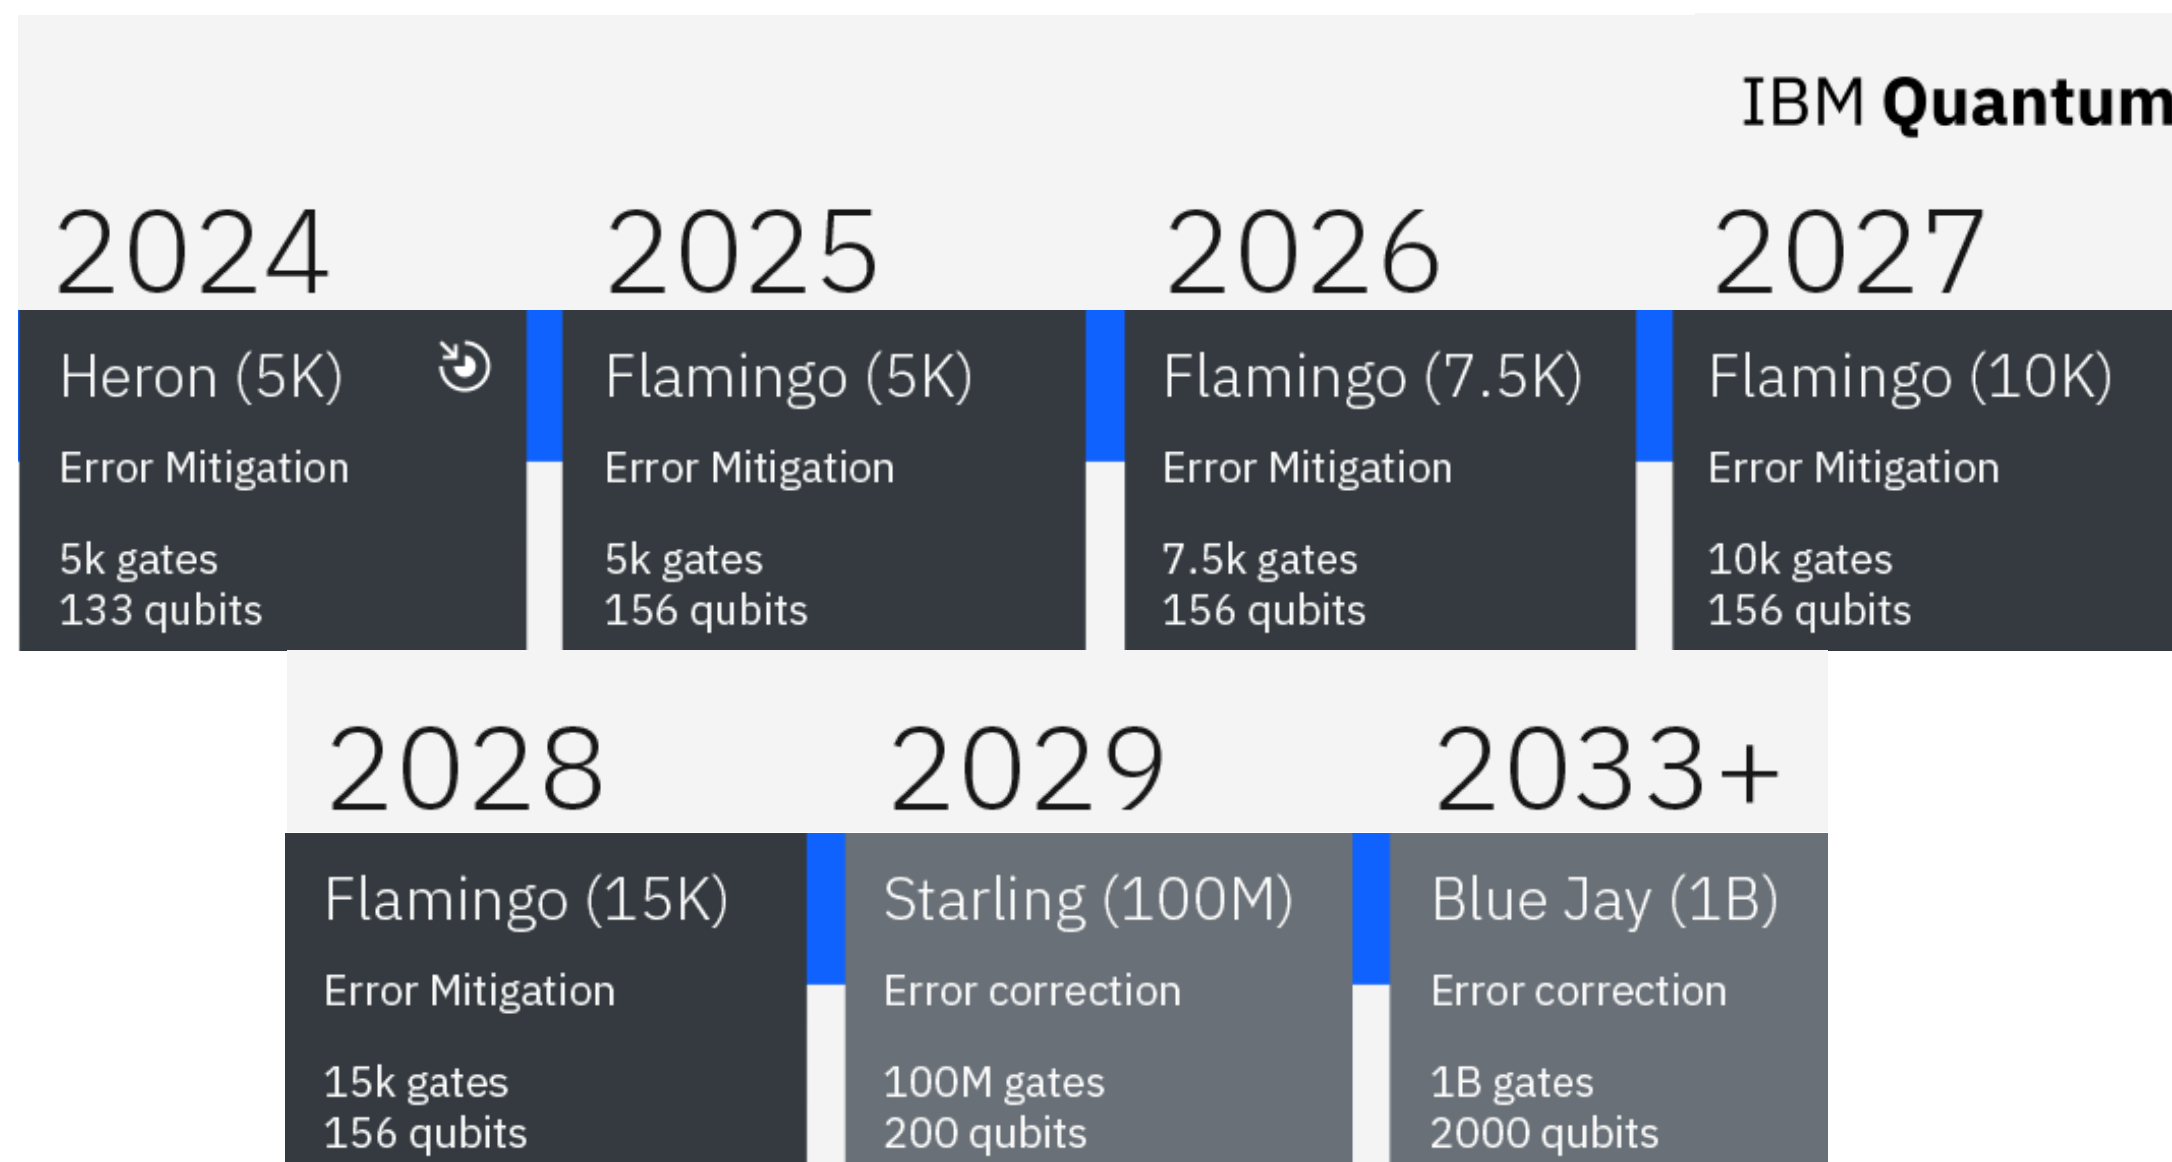 IBM Quantum
2024
2025
2026
2027
Heron (5K)
Error Mitigation
5k gates
133 qubits
Flamingo (5K)
Error Mitigation
5k gates
156 qubits
Flamingo (7.5K)
Error Mitigation
7.5k gates
156 qubits
Flamingo (10K)
Error Mitigation
10k gates
156 qubits
2028
2029
2033+
Flamingo (15K)
Error Mitigation
15k gates
156 qubits
Starling (100M)
Error correction
100M gates
200 qubits
Blue Jay (1B)
Error correction
1B gates
2000 qubits